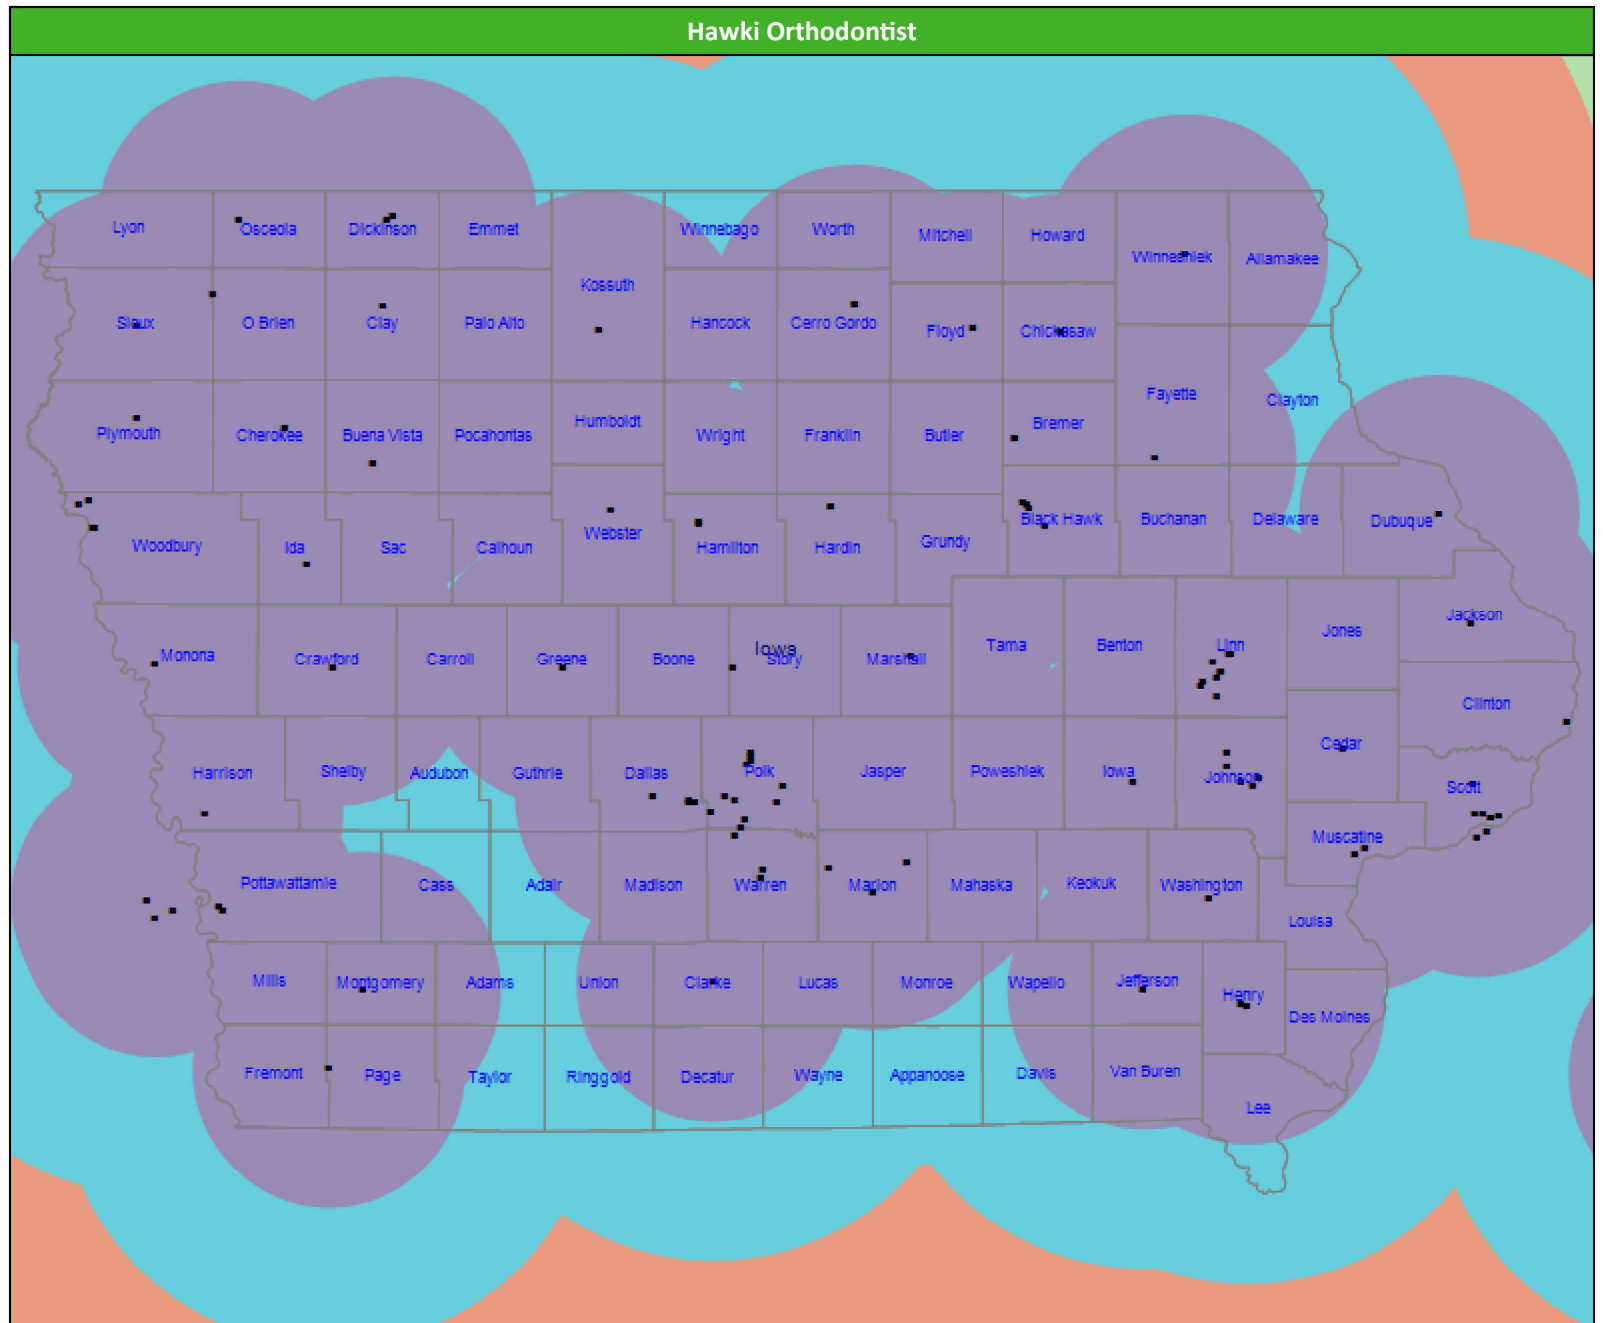 Hawki Orthodontist
Lyon
Osceola
Dickinson
Emmet
Winnebago
Worth
Mitchell
Howard
Winneshiek
Allamakee
Kossuth
Sioux
O Brien
Clay
Palo Alto
Hancock
Cerro Gordo
Floyd
Chickasaw
Fayette
Clayton
Plymouth
Cherokee
Buena Vista
Pocahontas
Humboldt
Wright
Franklin
Butler
Bremer
Woodbury
Ida
Sac
Calhoun
Webster
Hamilton
Hardin
Grundy
Black Hawk
Buchanan
Delaware
Dubuque
Monona
Crawford
Carroll
Greene
Boone
Iowa
Story
Marshall
Tama
Benton
Linn
Jones
Jackson
Clinton
Harrison
Shelby
Audubon
Guthrie
Dallas
Polk
Jasper
Poweshiek
Iowa
Johnson
Cedar
Scott
Muscatine
Pottawattamie
Cass
Adair
Madison
Warren
Marion
Mahaska
Keokuk
Washington
Louisa
Mills
Montgomery
Adams
Union
Clarke
Lucas
Monroe
Wapello
Jefferson
Henry
Des Moines
Fremont
Page
Taylor
Ringgold
Decatur
Wayne
Appanoose
Davis
Van Buren
Lee